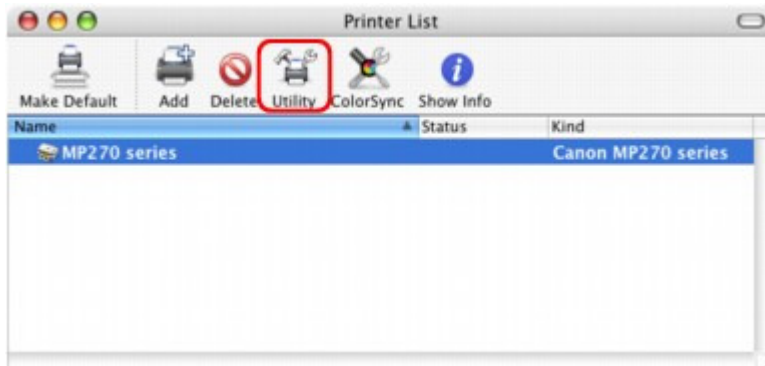 Printer List
Make Default Add Delete Utility ColorSync Show Info
Name Status Kind
MP270 series Canon MP270 series